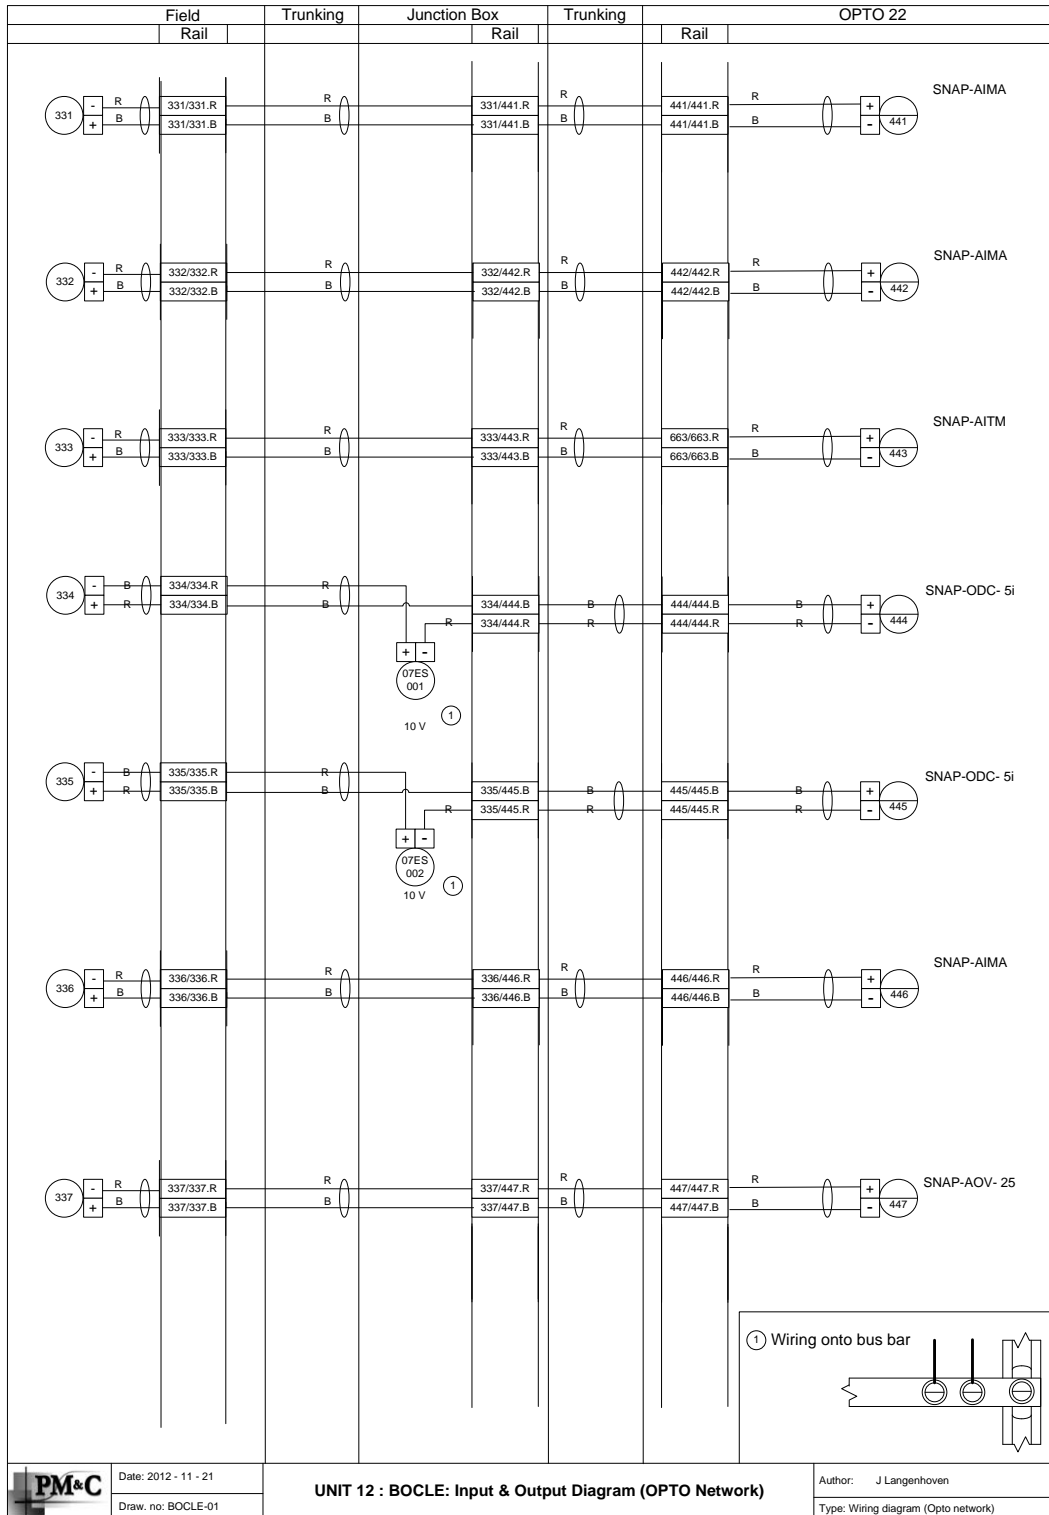 Field Trunking Junction Box Trunking OPTO 22
Rail Rail Rail
SNAP-AIMA
331 - R 331/331.R R 331/441.R R 441/441.R R + 441
+ B 331/331.B B 331/441.B B 441/441.B B -
SNAP-AIMA
332 - R 332/332.R R 332/442.R R 442/442.R R + 442
+ B 332/332.B B 332/442.B B 442/442.B B -
SNAP-AITM
333 - R 333/333.R R 333/443.R R 663/663.R R + 443
+ B 333/333.B B 333/443.B B 663/663.B B -
SNAP-ODC- 5i
334 - B 334/334.R R
+ R 334/334.B B 334/444.B B 444/444.B B + 444
R 334/444.R R 444/444.R R -
+ -
07ES
001
10 V 1
SNAP-ODC- 5i
335 - B 335/335.R R
+ R 335/335.B B 335/445.B B 445/445.B B + 445
R 335/445.R R 445/445.R R -
+ -
07ES
002
10 V 1
SNAP-AIMA
336 - R 336/336.R R 336/446.R R 446/446.R R + 446
+ B 336/336.B B 336/446.B B 446/446.B B -
SNAP-AOV- 25
337 - R 337/337.R R 337/447.R R 447/447.R R + 447
+ B 337/337.B B 337/447.B B 447/447.B B -
1 Wiring onto bus bar
PM&C
Date: 2012 - 11 - 21
Draw. no: BOCLE-01
UNIT 12 : BOCLE: Input & Output Diagram (OPTO Network)
Author: J Langenhoven
Type: Wiring diagram (Opto network)